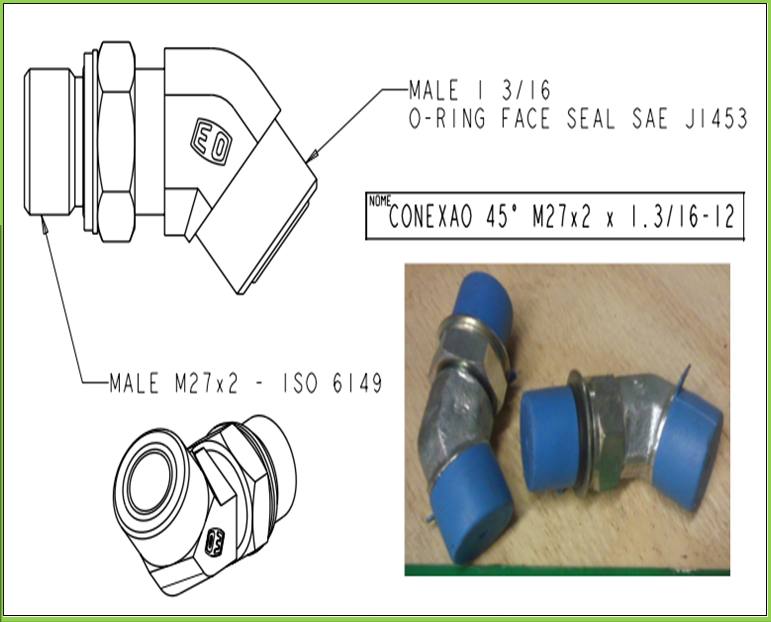 MALE 1 3/16
O-RING FACE SEAL SAE J1453
NOME
CONEXAO 45° M27x2 x 1.3/16-12
EO
MALE M27x2 - ISO 6149
EO